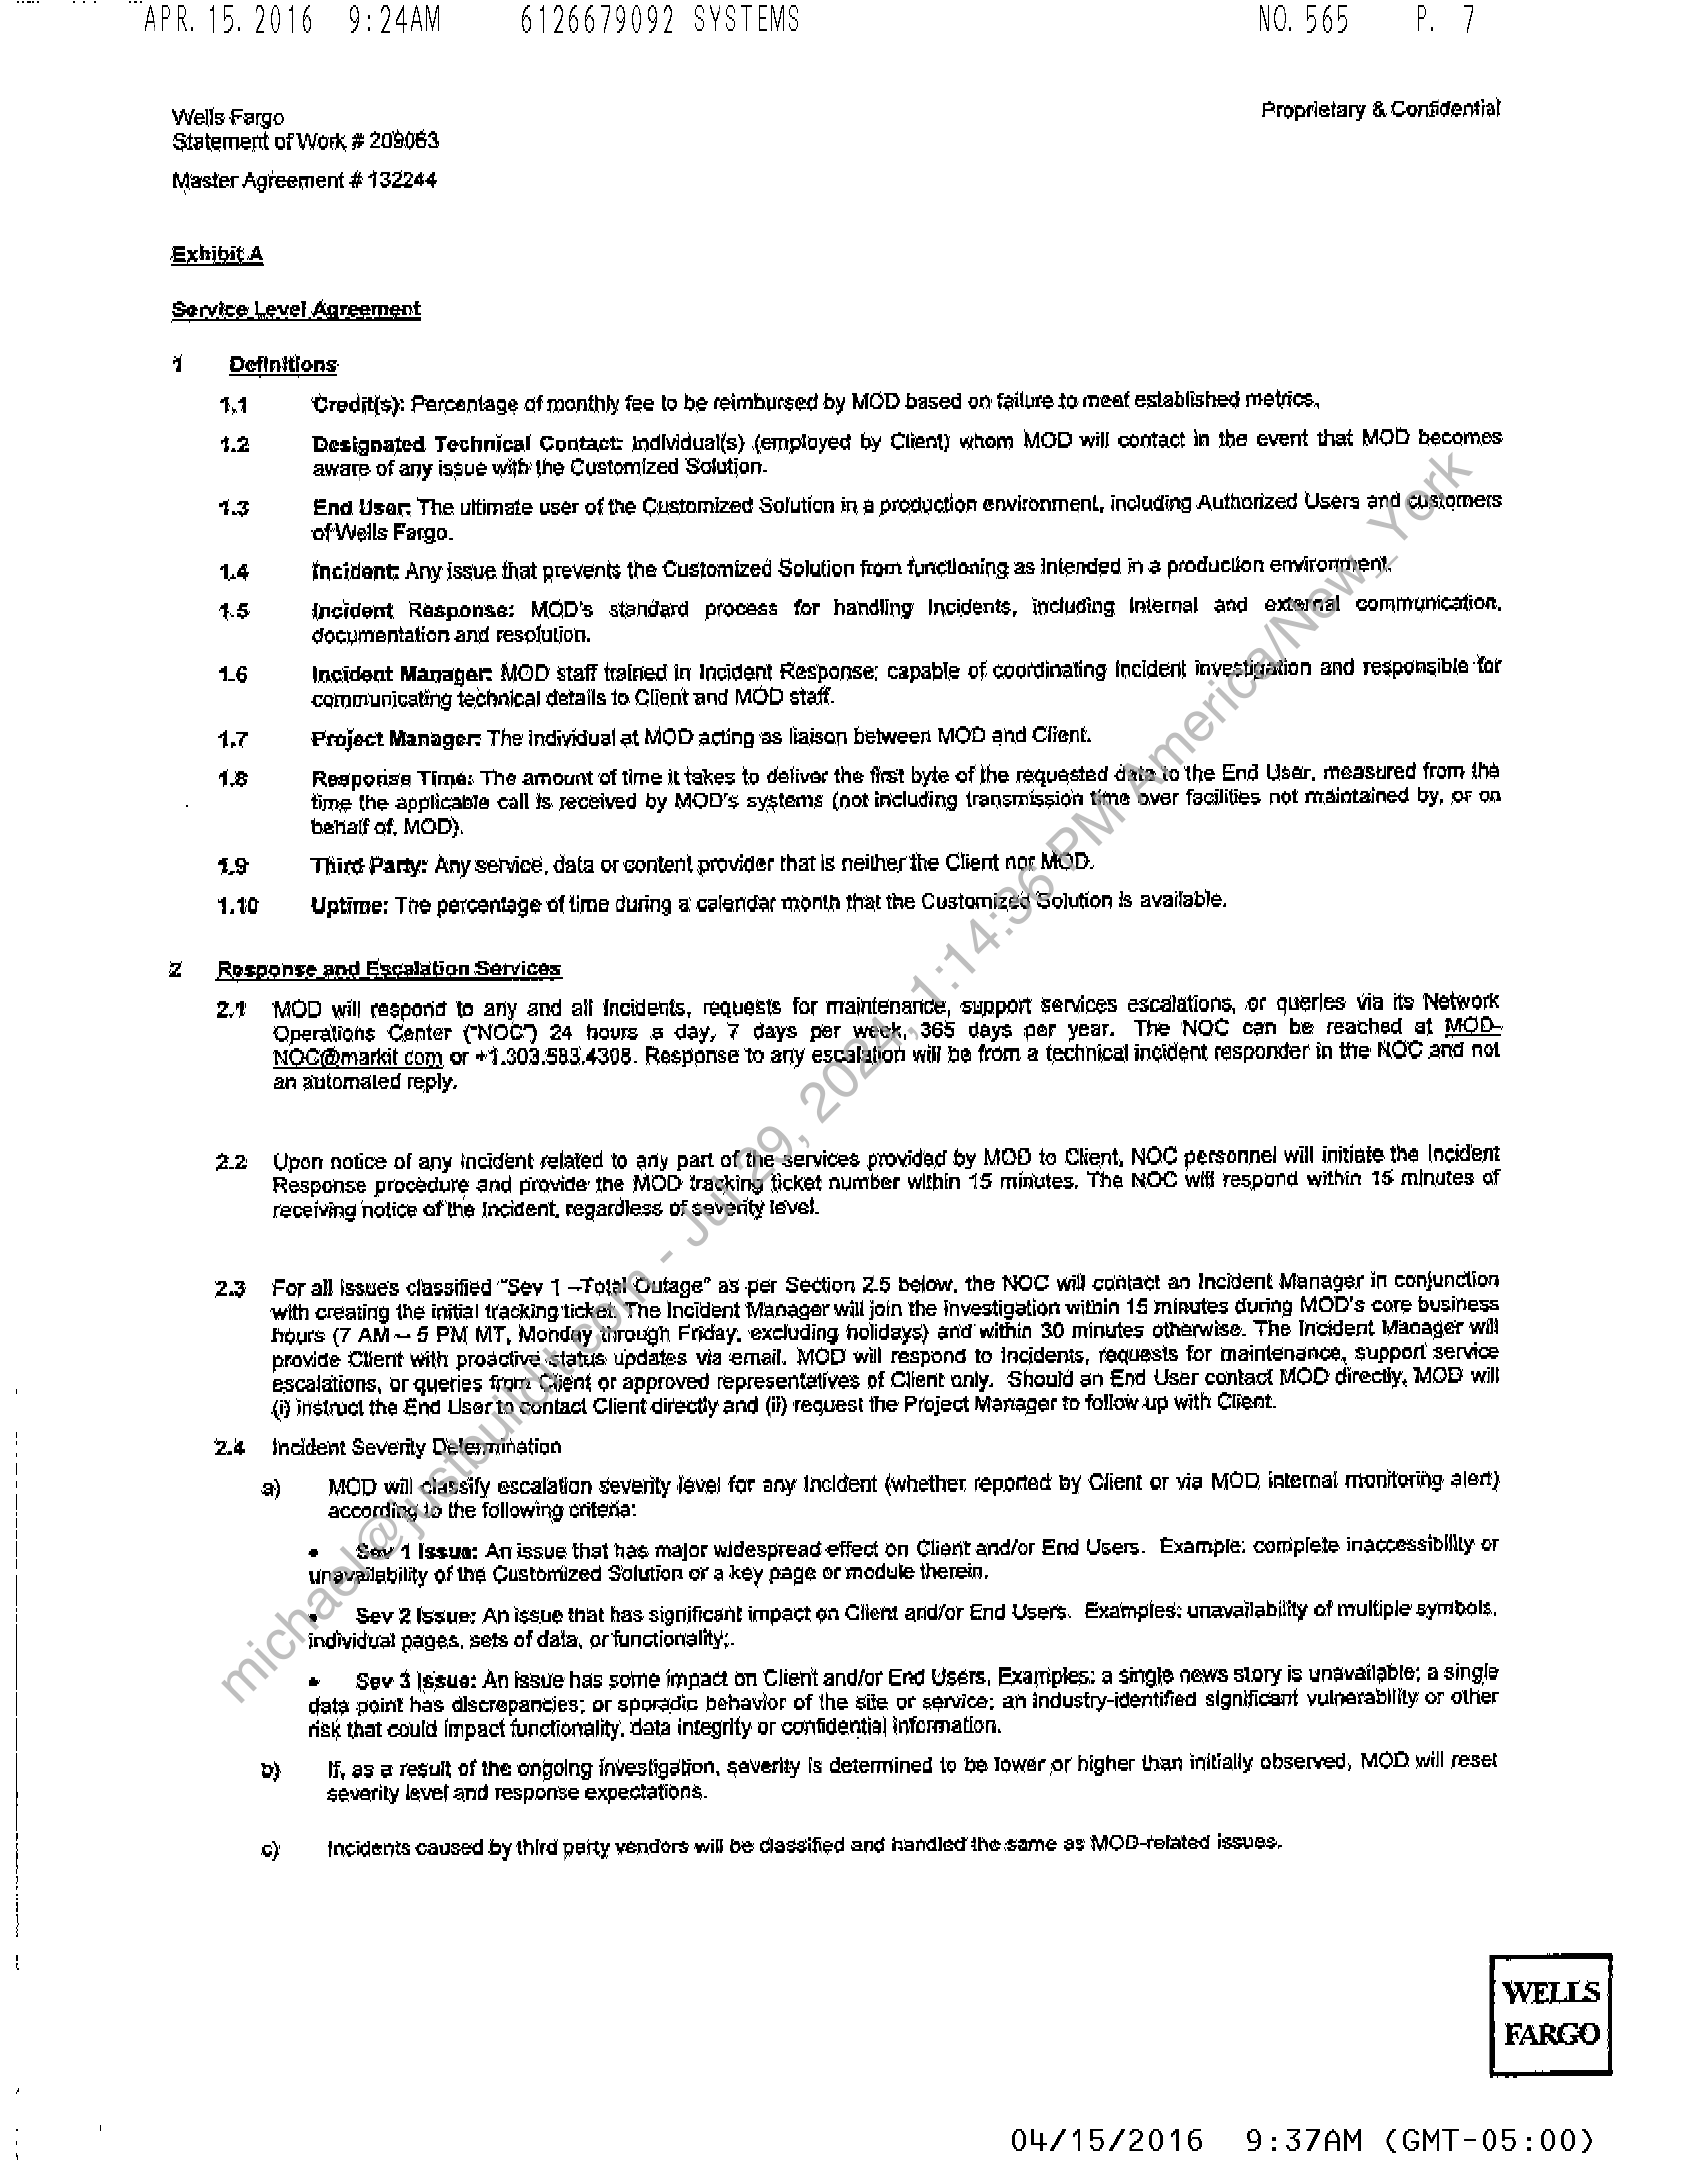 APR. 15. 2016 9:24AM 6126679092 SYSTEMS NO. 565 P. 7
Proprietary & Confidential
Wells Fargo
Statement of Work # 209053
Master Agreement # 132244
Exhibit A
Service Level Agreement
1 Definitions
1.1 Credit(s): Percentage of monthly fee to be reimbursed by MOD based on failure to meet established metrics.
1.2 Designated Technical Contact: Individual(s) (employed by Client) whom MOD will contact in the event that MOD becomes
aware of any issue with the Customized Solution.
1.3 End User: The ultimate user of the Customized Solution in a production environment, including Authorized Users and customers
of Wells Fargo.
1.4 Incident: Any issue that prevents the Customized Solution from functioning as intended in a production environment.
1.5 Incident Response: MOD's standard process for handling Incidents, including internal and external communication,
documentation and resolution.
1.6 Incident Manager: MOD staff trained in Incident Response; capable of coordinating Incident investigation and responsible for
communicating technical details to Client and MOD staff.
1.7 Project Manager: The individual at MOD acting as liaison between MOD and Client.
1.8 Response Time: The amount of time it takes to deliver the first byte of the requested data to the End User, measured from the
time the applicable call is received by MOD's systems (not including transmission time over facilities not maintained by, or on
behalf of, MOD).
1.9 Third Party: Any service, data or content provider that is neither the Client nor MOD.
1.10 Uptime: The percentage of time during a calendar month that the Customized Solution is available.
2 Response and Escalation Services
2.1 MOD will respond to any and all Incidents, requests for maintenance, support services escalations, or queries via its Network
Operations Center ("NOC") 24 hours a day, 7 days per week, 365 days per year. The NOC can be reached at MOD-
NOC@markit com or +1.303.583.4308. Response to any escalation will be from a technical incident responder in the NOC and not
an automated reply.
2.2 Upon notice of any Incident related to any part of the services provided by MOD to Client, NOC personnel will initiate the Incident
Response procedure and provide the MOD tracking ticket number within 15 minutes. The NOC will respond within 15 minutes of
receiving notice of the Incident, regardless of severity level.
2.3 For all issues classified "Sev 1 –Total Outage" as per Section 2.5 below, the NOC will contact an Incident Manager in conjunction
with creating the initial tracking ticket. The Incident Manager will join the investigation within 15 minutes during MOD's core business
hours (7 AM – 5 PM MT, Monday through Friday, excluding holidays) and within 30 minutes otherwise. The Incident Manager will
provide Client with proactive status updates via email. MOD will respond to Incidents, requests for maintenance, support service
escalations, or queries from Client or approved representatives of Client only. Should an End User contact MOD directly, MOD will
(i) instruct the End User to contact Client directly and (ii) request the Project Manager to follow up with Client.
2.4 Incident Severity Determination
a) MOD will classify escalation severity level for any Incident (whether reported by Client or via MOD internal monitoring alert)
according to the following criteria:
• Sev 1 Issue: An issue that has major widespread effect on Client and/or End Users. Example: complete inaccessibility or
unavailability of the Customized Solution or a key page or module therein.
• Sev 2 Issue: An issue that has significant impact on Client and/or End Users. Examples: unavailability of multiple symbols,
individual pages, sets of data, or functionality;.
• Sev 3 Issue: An issue has some impact on Client and/or End Users, Examples: a single news story is unavailable; a single
data point has discrepancies; or sporadic behavior of the site or service; an industry-identified significant vulnerability or other
risk that could impact functionality, data integrity or confidential information.
b) If, as a result of the ongoing investigation, severity is determined to be lower or higher than initially observed, MOD will reset
severity level and response expectations.
c) Incidents caused by third party vendors will be classified and handled the same as MOD-related issues.
michael@justbuildit.com - Jul 29, 2024, 1:14:36 PM America/New_York
WELLS
FARGO
04/15/2016 9:37AM (GMT-05:00)